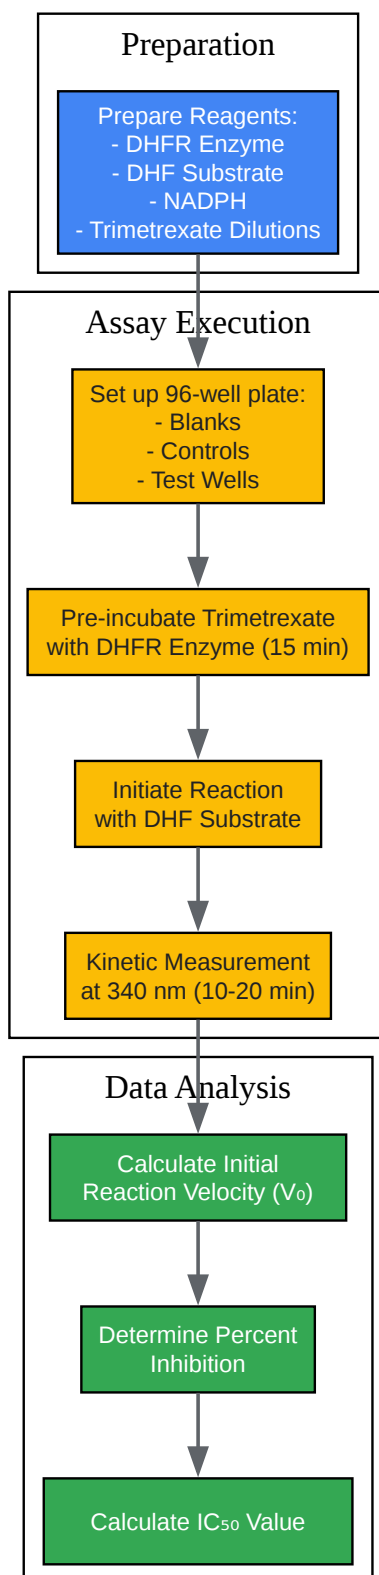 Preparation
Prepare Reagents:
- DHFR Enzyme
- DHF Substrate
- NADPH
- Trimetrexate Dilutions
Assay Execution
Set up 96-well plate:
- Blanks
- Controls
- Test Wells
Pre-incubate Trimetrexate
with DHFR Enzyme (15 min)
Initiate Reaction
with DHF Substrate
Kinetic Measurement
at 340 nm (10-20 min)
Data Analysis
Calculate Initial
Reaction Velocity (V₀)
Determine Percent
Inhibition
Calculate IC₅₀ Value